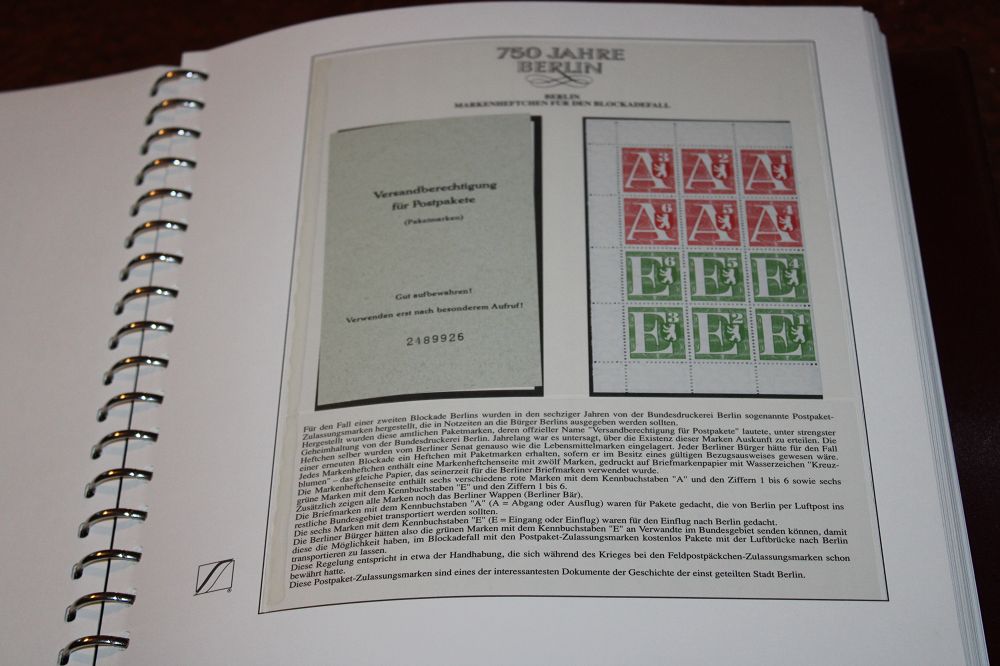 750 JAHRE
BERLIN
BERLIN
MARKENHEFTCHEN FÜR DEN BLOCKADEFALL
Versandberechtigung
für Postpakete
(Paketmarken)
Gut aufbewahren!
Verwenden erst nach besonderem Aufruf!
2489926
A3 A2 A1
A6 A5 A4
E6 E5 E4
E3 E2 E1
Für den Fall einer zweiten Blockade Berlins wurden in den sechziger Jahren von der Bundesdruckerei Berlin sogenannte Postpaket-
Zulassungsmarken hergestellt, die in Notzeiten an die Bürger Berlins ausgegeben werden sollten.
Hergestellt wurden diese amtlichen Paketmarken, deren offizieller Name "Versandberechtigung für Postpakete" lautete, unter strengster
Geheimhaltung von der Bundesdruckerei Berlin. Jahrelang war es untersagt, über die Existenz dieser Marken Auskunft zu erteilen. Die
Heftchen selber wurden vom Berliner Senat genauso wie die Lebensmittelmarken eingelagert. Jeder Berliner Bürger hätte für den Fall
einer erneuten Blockade ein Heftchen mit Paketmarken erhalten, sofern er im Besitz eines gültigen Bezugausweises gewesen wäre.
Jedes Markenheftchen enthält eine Markenheftchenseite mit zwölf Marken, gedruckt auf Briefmarkenpapier mit Wasserzeichen "Kreuz-
blumen" – das gleiche Papier, das seinerzeit für die Berliner Briefmarken verwendet wurde.
Die Markenheftchenseite enthält sechs verschiedene rote Marken mit dem Kennbuchstaben "A" und den Ziffern 1 bis 6 sowie sechs
grüne Marken mit dem Kennbuchstaben "E" und den Ziffern 1 bis 6.
Zusätzlich zeigen alle Marken noch das Berliner Wappen (Berliner Bär).
Die Briefmarken mit dem Kennbuchstaben "A" (A = Abgang oder Ausflug) waren für Pakete gedacht, die von Berlin per Luftpost ins
restliche Bundesgebiet transportiert werden sollten.
Die sechs Marken mit dem Kennbuchstaben "E" (E = Eingang oder Einflug) waren für den Einflug nach Berlin gedacht.
Die Berliner Bürger hätten also die grünen Marken mit dem Kennbuchstaben "E" an Verwandte im Bundesgebiet senden können, damit
diese die Möglichkeit haben, im Blockadefall mit den Postpaket-Zulassungsmarken kostenlos Pakete mit der Luftbrücke nach Berlin
transportieren zu lassen.
Diese Regelung entspricht in etwa der Handhabung, die sich während des Krieges bei den Feldpostpäckchen-Zulassungsmarken schon
bewährt hatte.
Diese Postpaket-Zulassungsmarken sind eines der interessantesten Dokumente der Geschichte der einst geteilten Stadt Berlin.